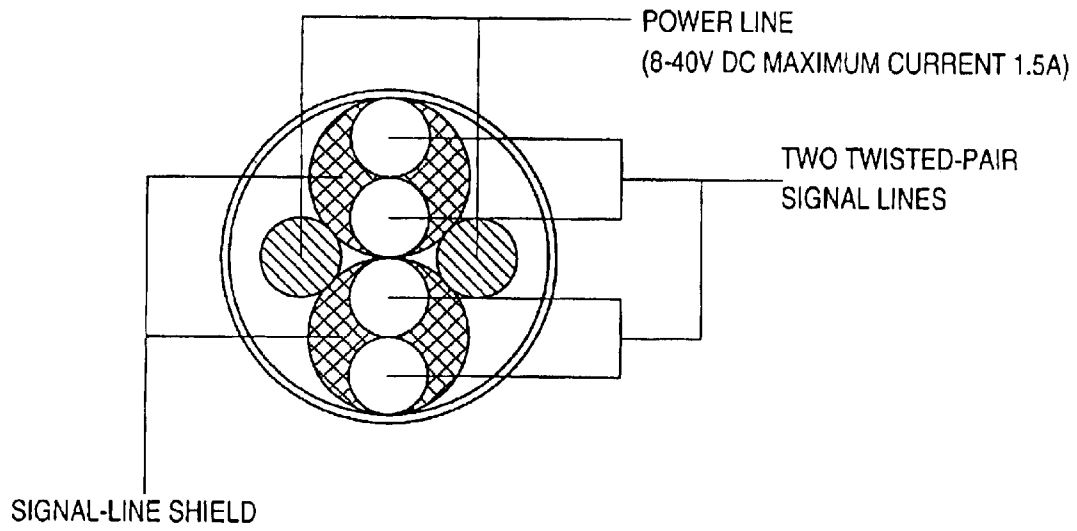 POWER LINE
(8-40V DC MAXIMUM CURRENT 1.5A)
TWO TWISTED-PAIR
SIGNAL LINES
SIGNAL-LINE SHIELD